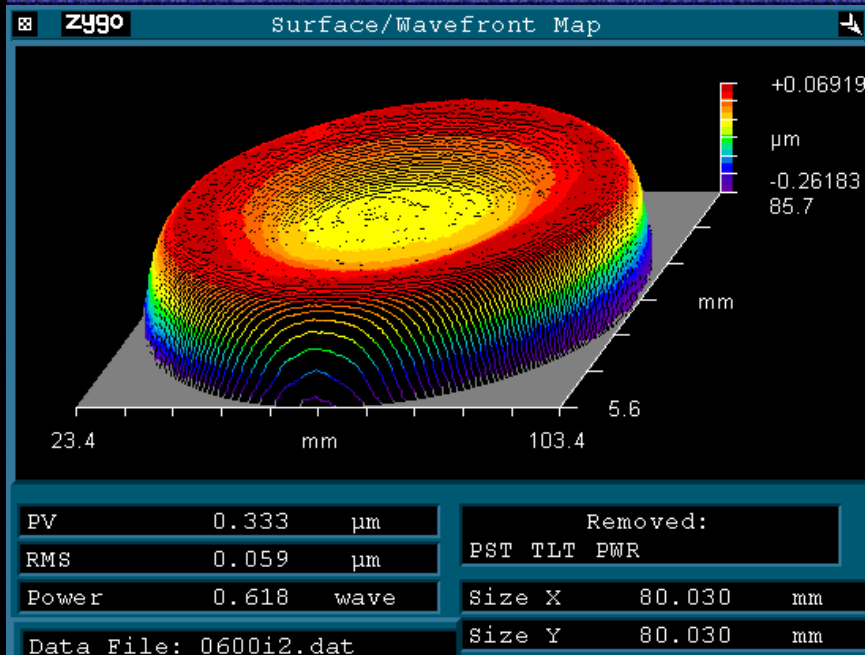 zygo Surface/Wavefront Map
+0.06919
µm
-0.26183
85.7
mm
5.6
23.4 mm 103.4
PV 0.333 µm
RMS 0.059 µm
Power 0.618 wave
Removed:
PST TLT PWR
Size X 80.030 mm
Size Y 80.030 mm
Data File: 0600i2.dat